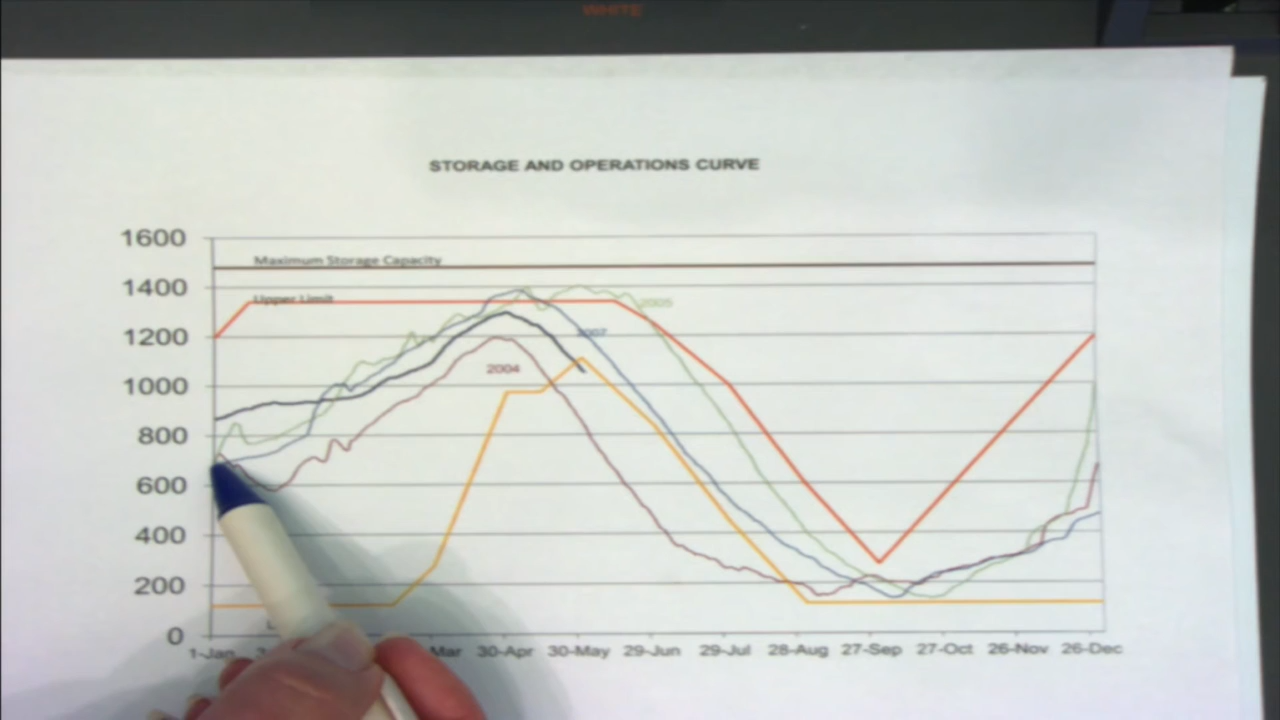 WHITE
STORAGE AND OPERATIONS CURVE
1600
Maximum Storage Capacity
1400
Upper Limit
2005
1200
2007
2004
1000
800
600
400
200
0
1-Jan Mar 30-Apr 30-May 29-Jun 29-Jul 28-Aug 27-Sep 27-Oct 26-Nov 26-Dec